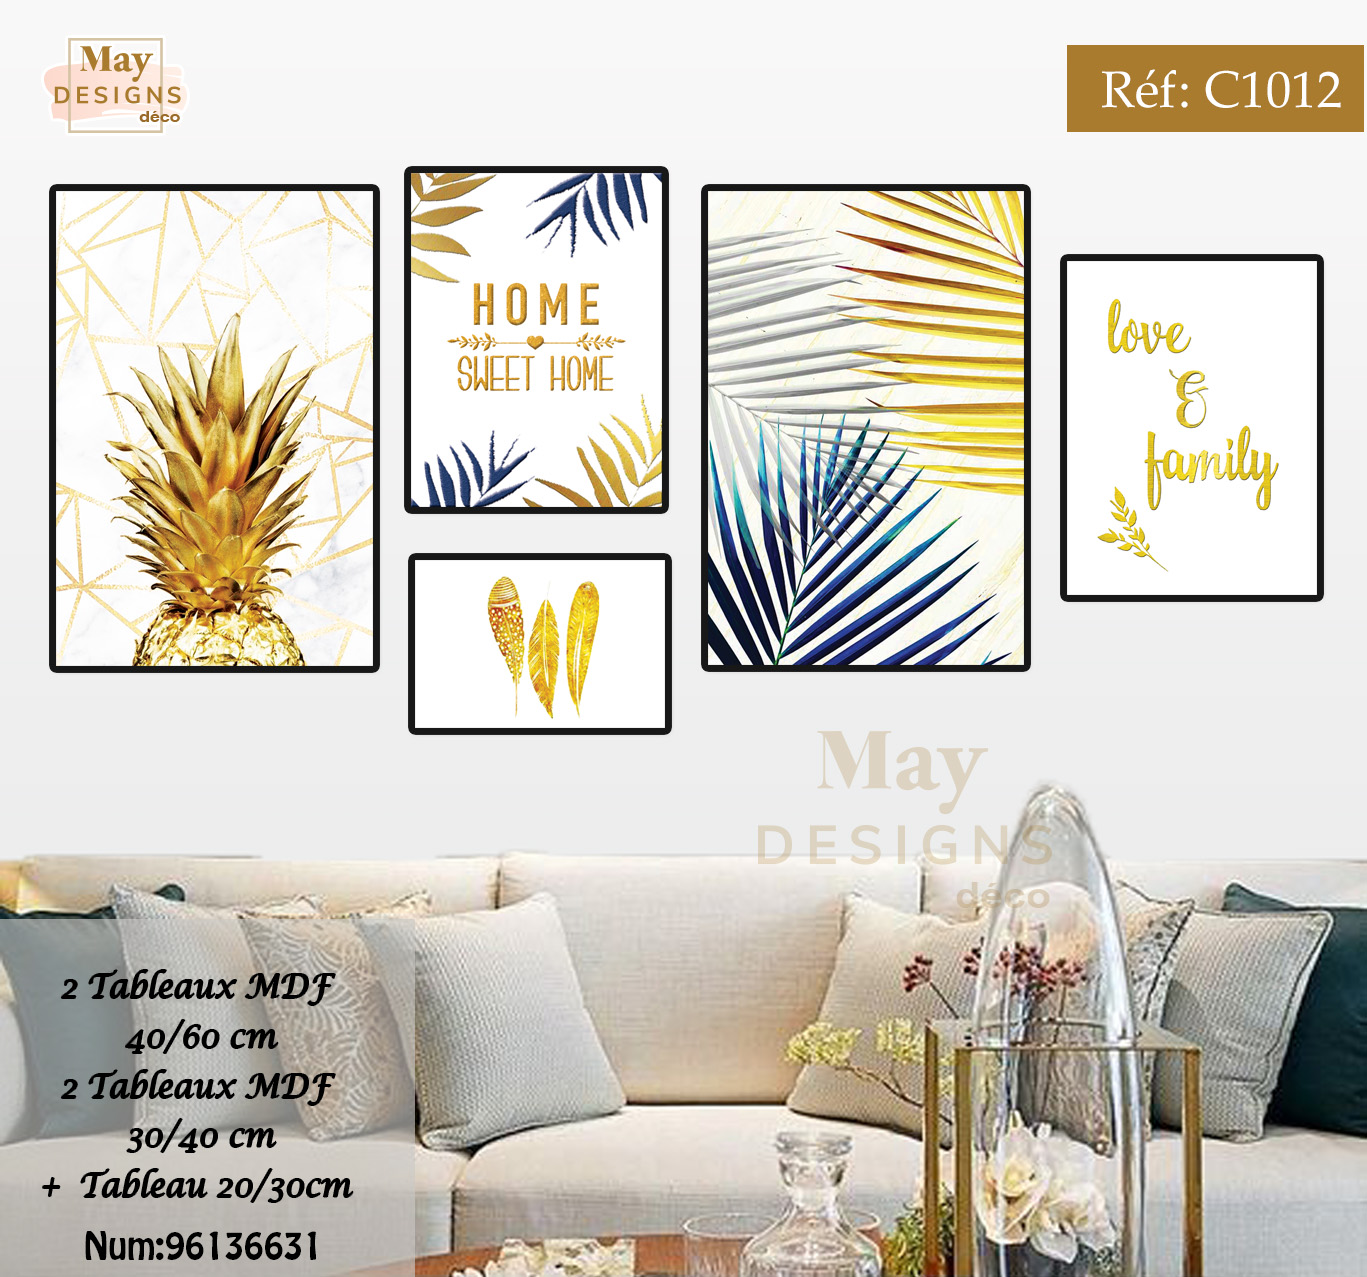 May
DESIGNS
déco
Réf: C1012
HOME
SWEET HOME
love
&
family
May
DESIGNS
déco
2 Tableaux MDF
40/60 cm
2 Tableaux MDF
30/40 cm
+ Tableau 20/30cm
Num:96136631